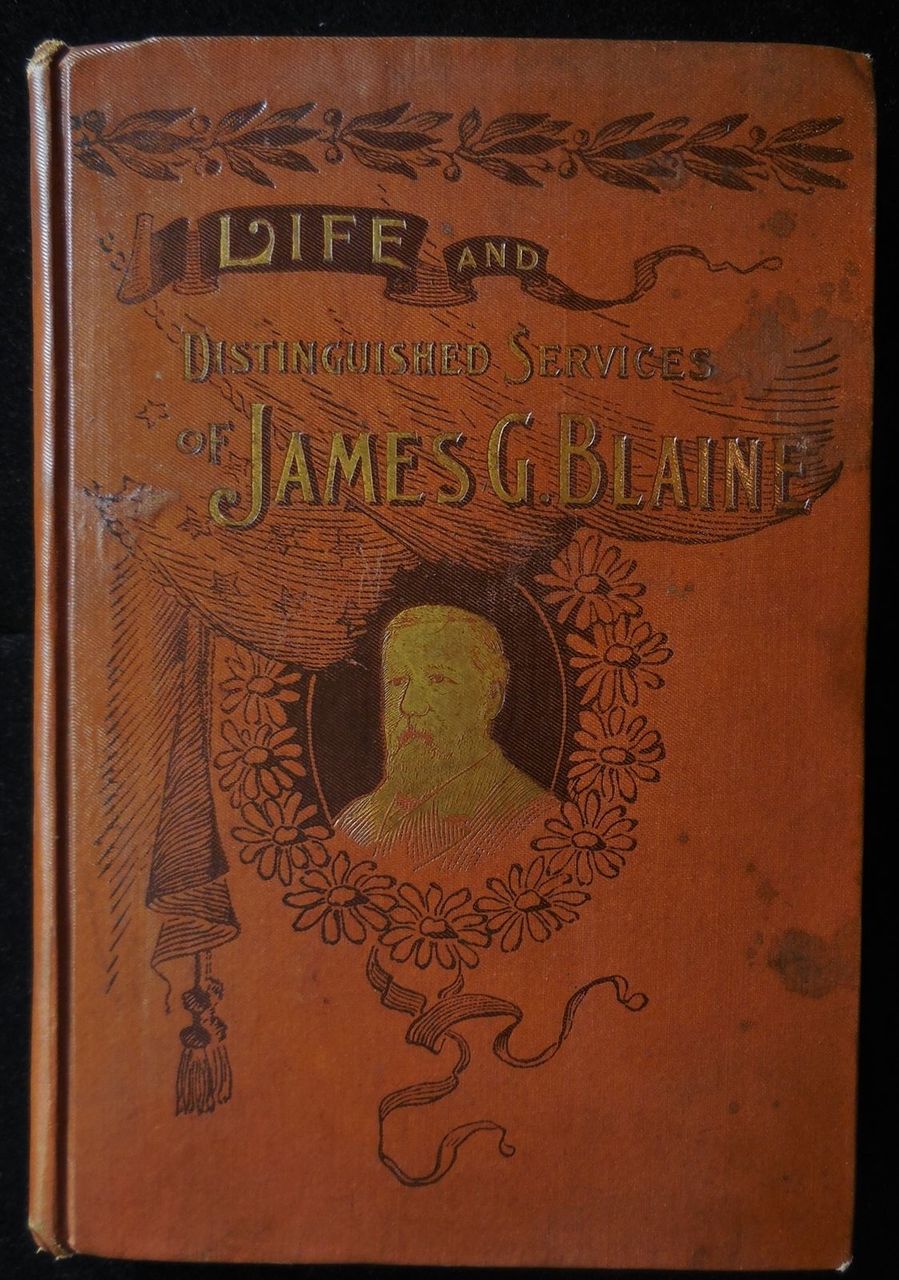 LIFE AND
DISTINGUISHED SERVICES
OF JAMES G. BLAINE